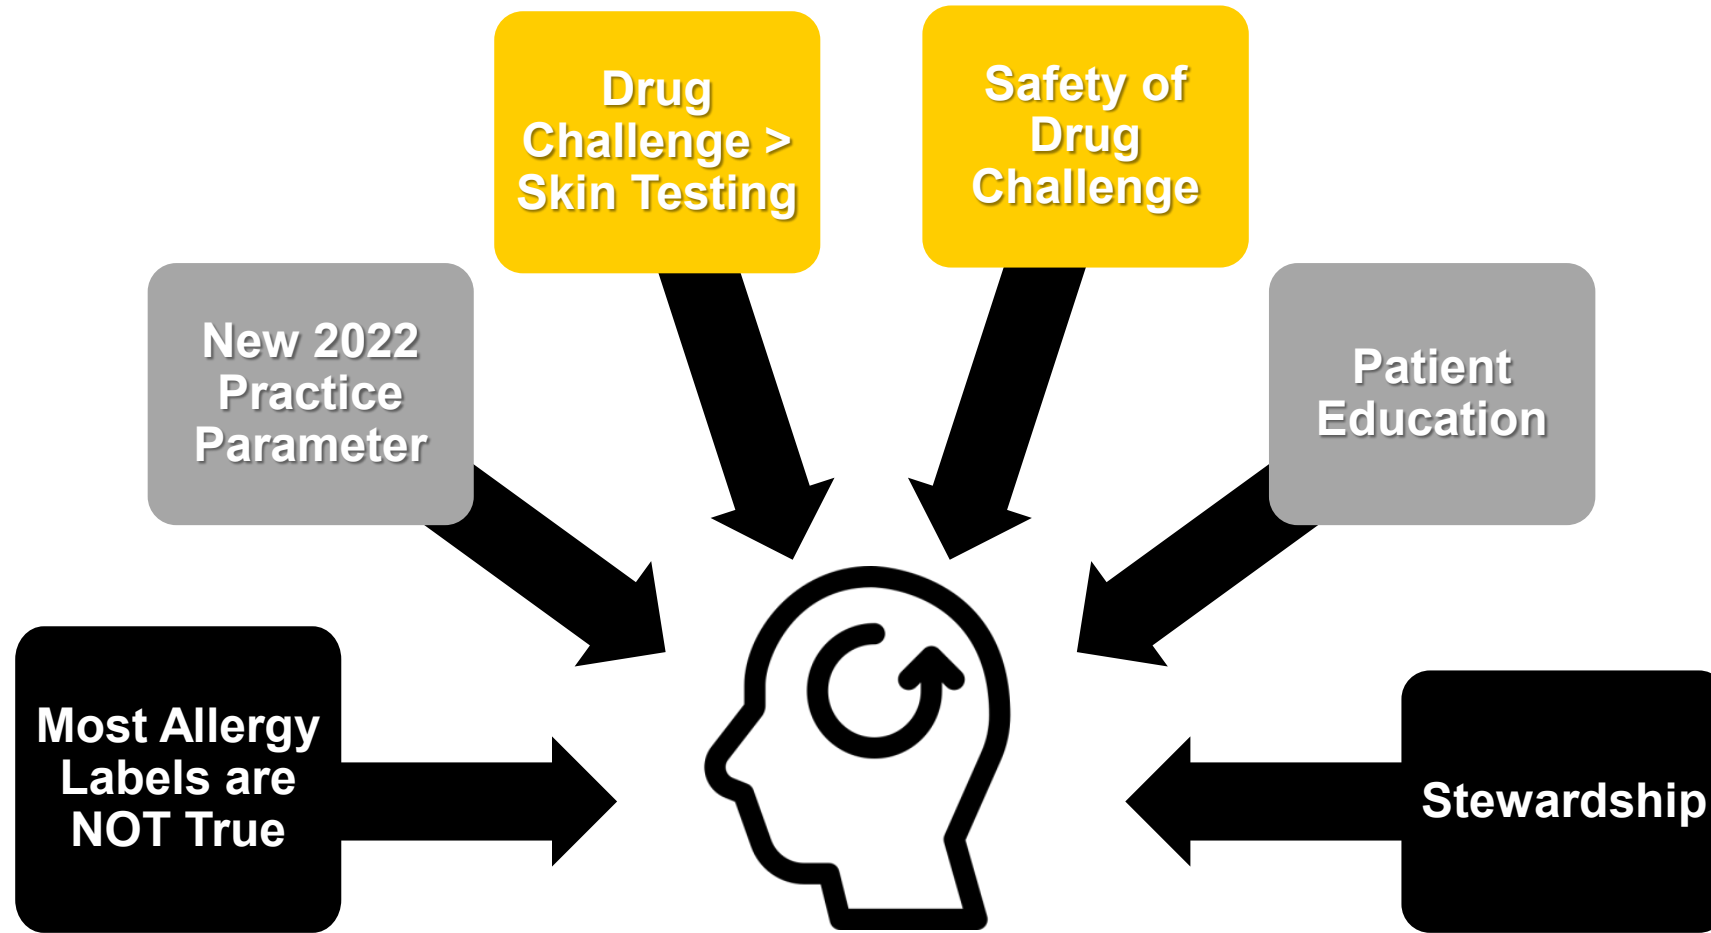 Drug
Challenge >
Skin Testing
Safety of
Drug
Challenge
New 2022
Practice
Parameter
Patient
Education
Most Allergy
Labels are
NOT True
Stewardship